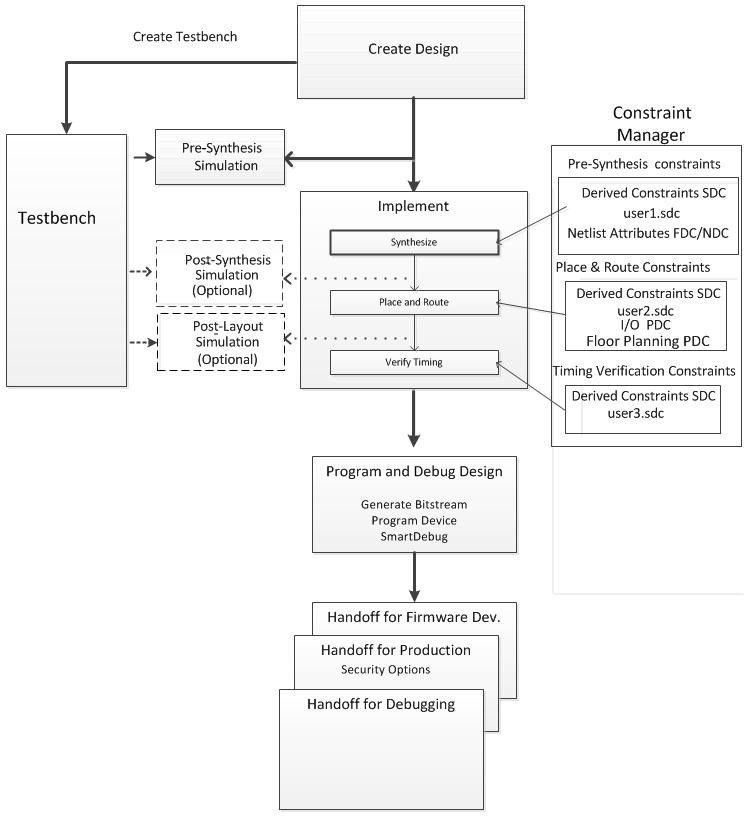 Create Testbench
Create Design
Testbench
Pre-Synthesis
Simulation
Implement
Synthesize
Post-Synthesis
Simulation
(Optional)
Place and Route
Post-Layout
Simulation
(Optional)
Verify Timing
Constraint
Manager
Pre-Synthesis constraints
Derived Constraints SDC
user1.sdc
Netlist Attributes FDC/NDC
Place & Route Constraints
Derived Constraints SDC
user2.sdc
I/O PDC
Floor Planning PDC
Timing Verification Constraints
Derived Constraints SDC
user3.sdc
Program and Debug Design
Generate Bitstream
Program Device
SmartDebug
Handoff for Firmware Dev.
Handoff for Production
Security Options
Handoff for Debugging